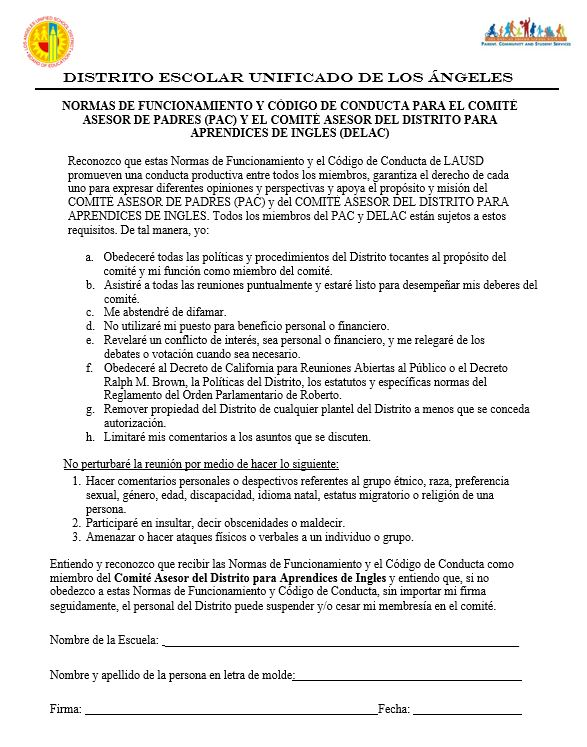 LOS ANGELES UNIFIED SCHOOL DISTRICT
BOARD OF EDUCATION
PARENT, COMMUNITY AND STUDENT SERVICES
DISTRITO ESCOLAR UNIFICADO DE LOS ÁNGELES
NORMAS DE FUNCIONAMIENTO Y CÓDIGO DE CONDUCTA PARA EL COMITÉ
ASESOR DE PADRES (PAC) Y EL COMITÉ ASESOR DEL DISTRITO PARA
APRENDICES DE INGLES (DELAC)
Reconozco que estas Normas de Funcionamiento y el Código de Conducta de LAUSD
promueven una conducta productiva entre todos los miembros, garantiza el derecho de cada
uno para expresar diferentes opiniones y perspectivas y apoya el propósito y misión del
COMITÉ ASESOR DE PADRES (PAC) y del COMITÉ ASESOR DEL DISTRITO PARA
APRENDICES DE INGLES. Todos los miembros del PAC y DELAC están sujetos a estos
requisitos. De tal manera, yo:
a. Obedeceré todas las políticas y procedimientos del Distrito tocantes al propósito del
comité y mi función como miembro del comité.
b. Asistiré a todas las reuniones puntualmente y estaré listo para desempeñar mis deberes del
comité.
c. Me abstendré de difamar.
d. No utilizaré mi puesto para beneficio personal o financiero.
e. Revelaré un conflicto de interés, sea personal o financiero, y me relegaré de los
debates o votación cuando sea necesario.
f. Obedeceré al Decreto de California para Reuniones Abiertas al Público o el Decreto
Ralph M. Brown, la Políticas del Distrito, los estatutos y específicas normas del
Reglamento del Orden Parlamentario de Roberto.
g. Remover propiedad del Distrito de cualquier plantel del Distrito a menos que se conceda
autorización.
h. Limitaré mis comentarios a los asuntos que se discuten.
No perturbaré la reunión por medio de hacer lo siguiente:
1. Hacer comentarios personales o despectivos referentes al grupo étnico, raza, preferencia
sexual, género, edad, discapacidad, idioma natal, estatus migratorio o religión de una
persona.
2. Participaré en insultar, decir obscenidades o maldecir.
3. Amenazar o hacer ataques físicos o verbales a un individuo o grupo.
Entiendo y reconozco que recibir las Normas de Funcionamiento y el Código de Conducta como
miembro del Comité Asesor del Distrito para Aprendices de Ingles y entiendo que, si no
obedezco a estas Normas de Funcionamiento y Código de Conducta, sin importar mi firma
seguidamente, el personal del Distrito puede suspender y/o cesar mi membresía en el comité.
Nombre de la Escuela:
Nombre y apellido de la persona en letra de molde:
Firma: Fecha: